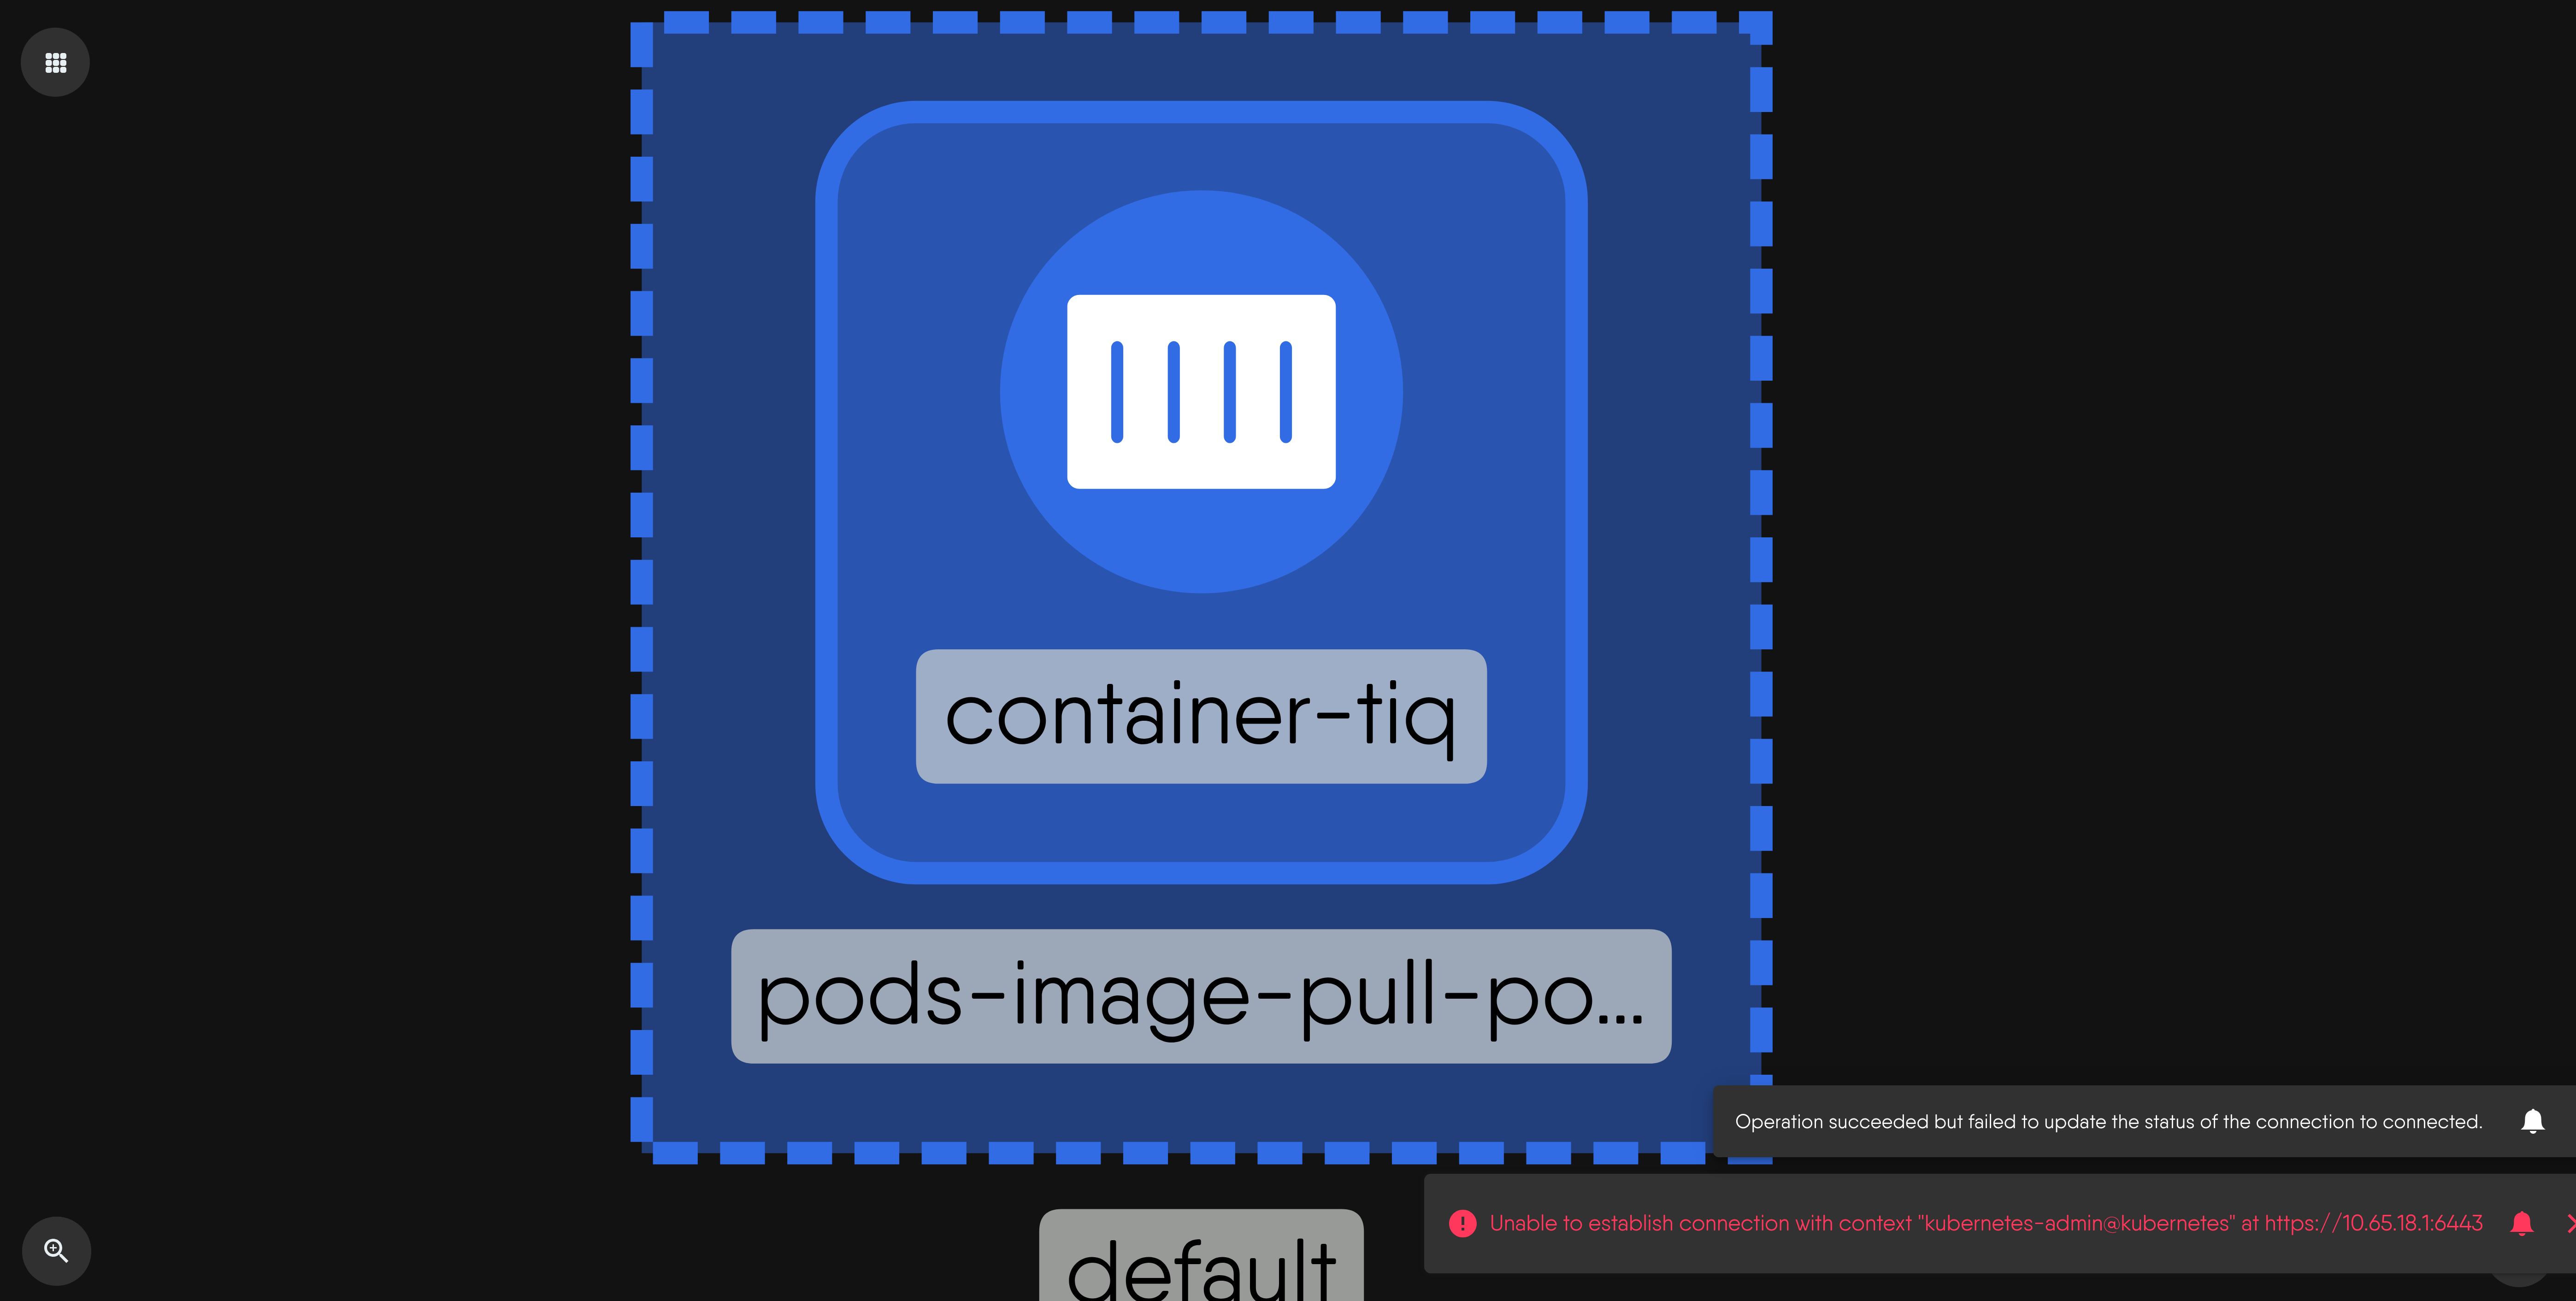 container-tiq
pods-image-pull-po...
Operation succeeded but failed to update the status of the connection to connected.
Unable to establish connection with context "kubernetes-admin@kubernetes" at https://10.65.18.1:6443
default